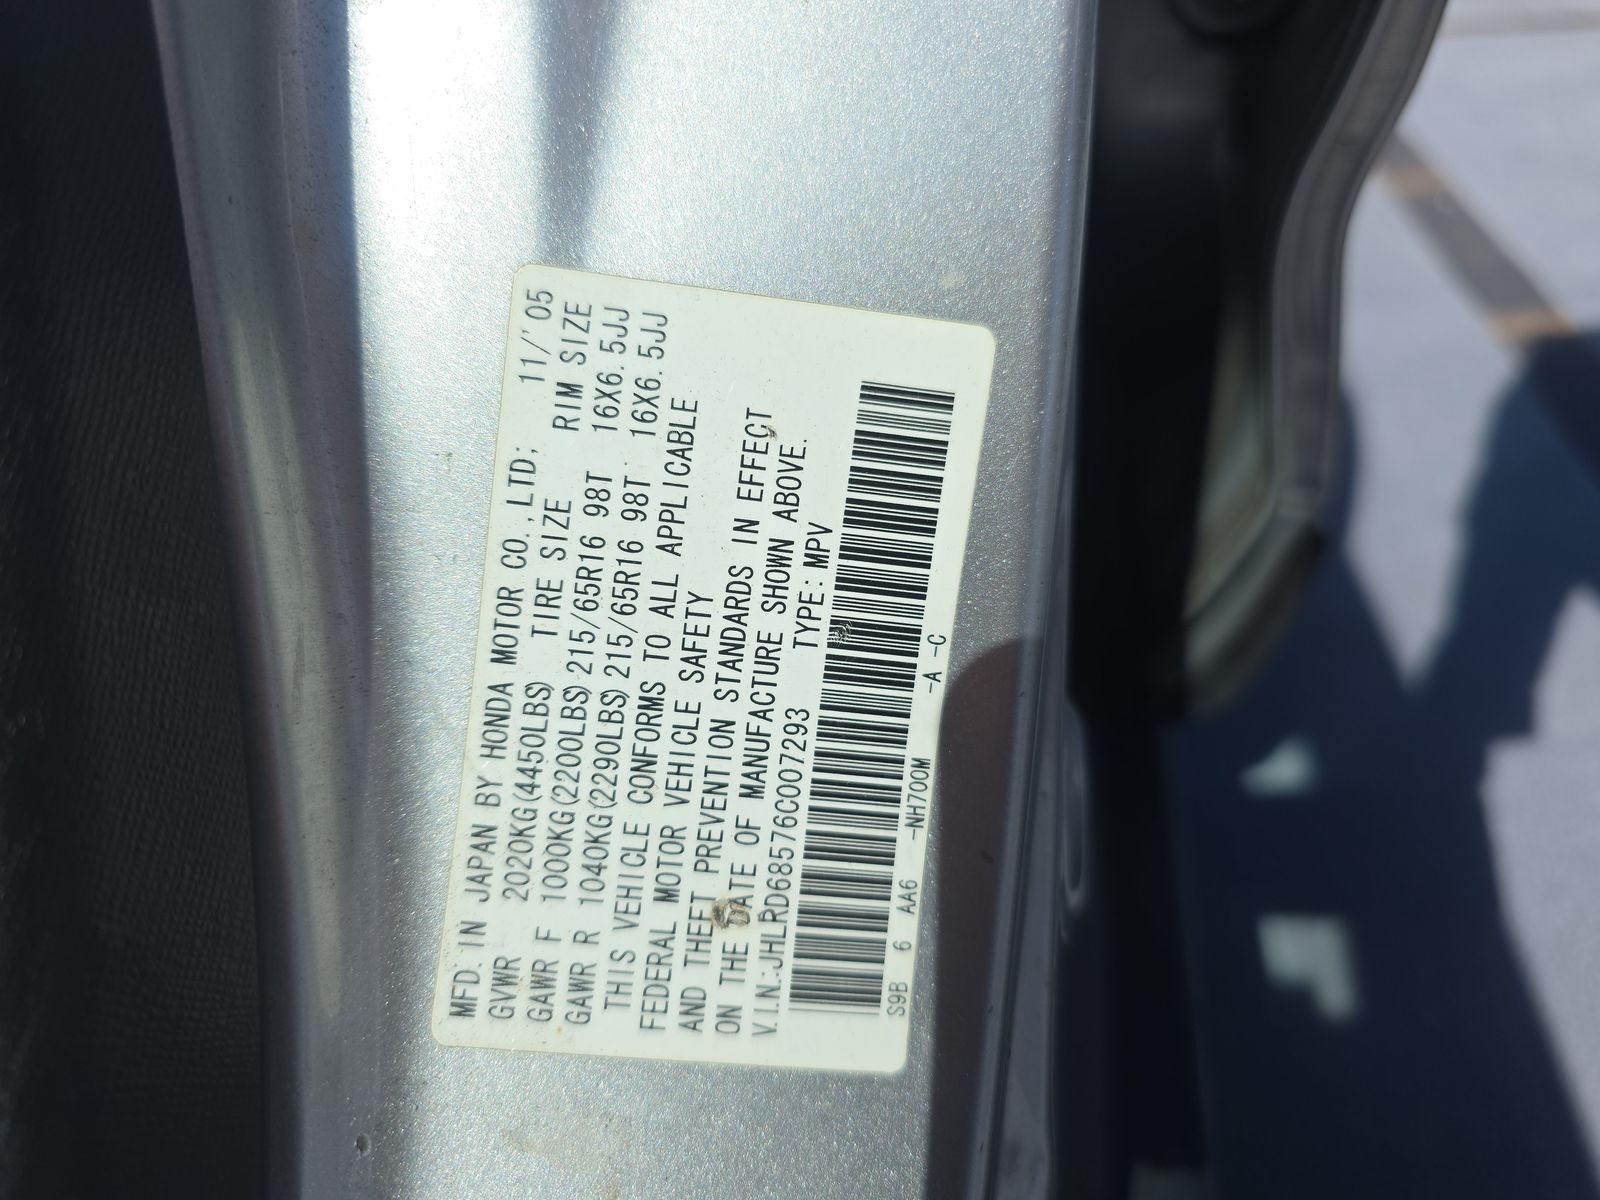 MFD. IN JAPAN BY HONDA MOTOR CO., LTD; 11/'05
GVWR 2020KG(4450LBS) TIRE SIZE RIM SIZE
GAWR F 1000KG(2200LBS) 215/65R16 98T 16X6.5JJ
GAWR R 1040KG(2290LBS) 215/65R16 98T 16X6.5JJ
THIS VEHICLE CONFORMS TO ALL APPLICABLE
FEDERAL MOTOR VEHICLE SAFETY
AND THEFT PREVENTION STANDARDS IN EFFECT
ON THE DATE OF MANUFACTURE SHOWN ABOVE.
V.I.N.:JHLRD68576C007293 TYPE: MPV
S9B 6 AA6 -NH700M -A -C